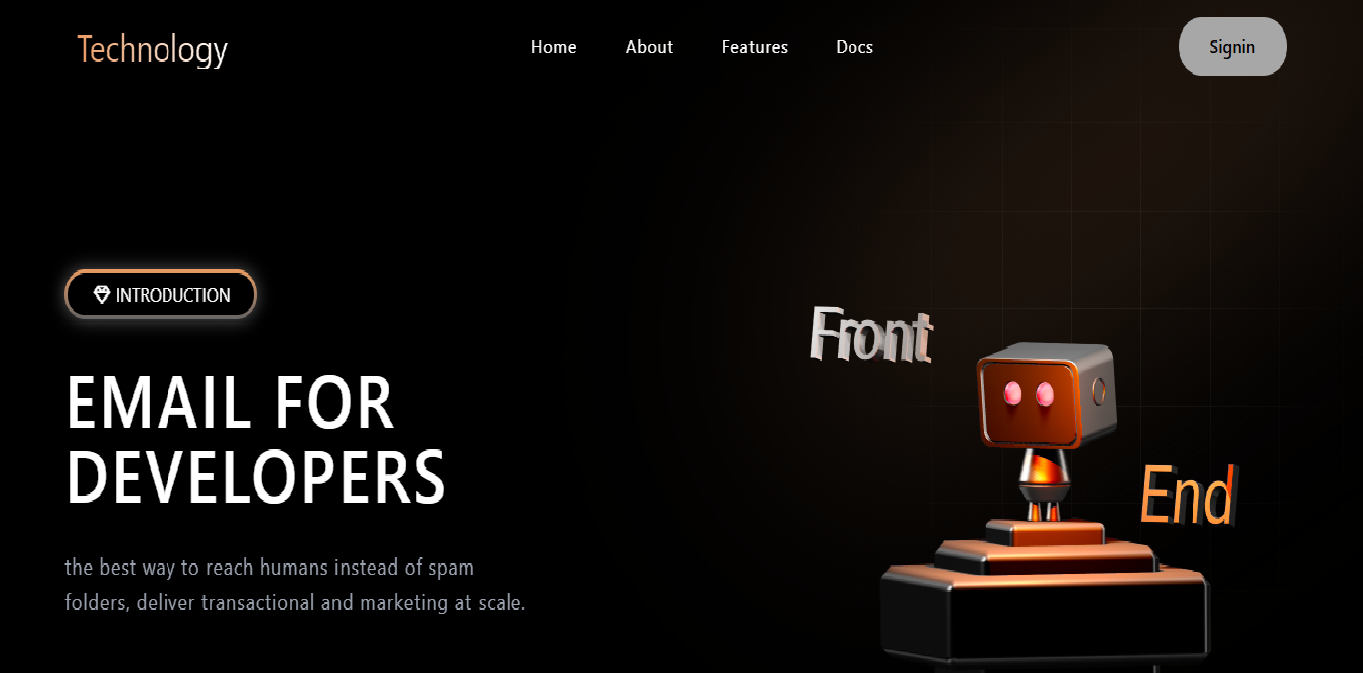 Technology
Home About Features Docs
Signin
INTRODUCTION
EMAIL FOR
DEVELOPERS
the best way to reach humans instead of spam
folders, deliver transactional and marketing at scale.
Front
End